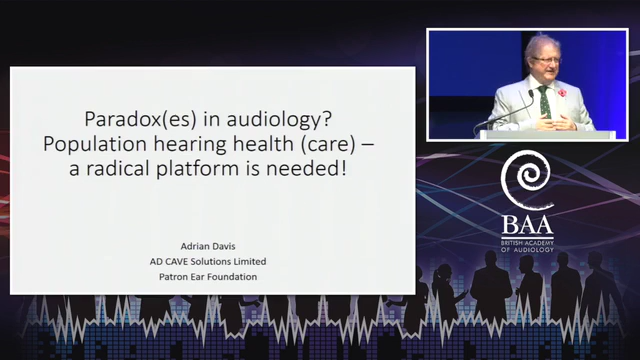 Paradox(es) in audiology?
Population hearing health (care) –
a radical platform is needed!
Adrian Davis
AD CAVE Solutions Limited
Patron Ear Foundation
BAA
BRITISH ACADEMY
OF AUDIOLOGY